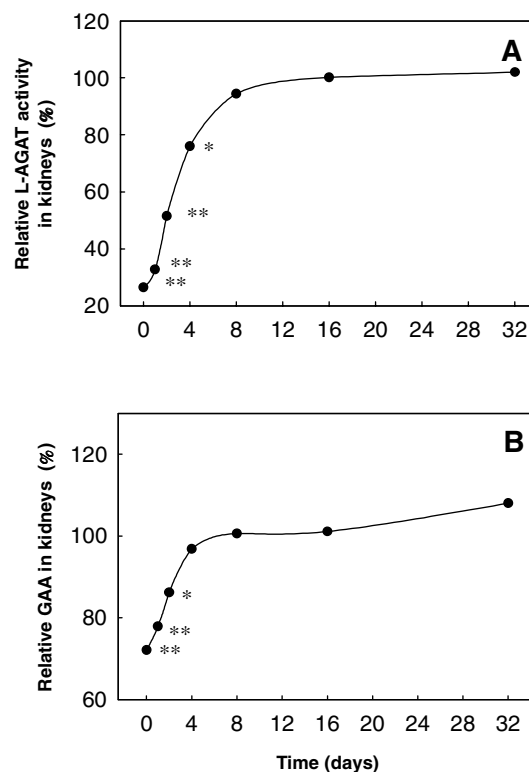 A
Relative L-AGAT activity
in kidneys (%)
120
100
80
60
40
20
*
**
**
**
0 4 8 12 16 20 24 28 32
B
Relative GAA in kidneys (%)
120
100
80
60
*
**
**
0 4 8 12 16 20 24 28 32
Time (days)